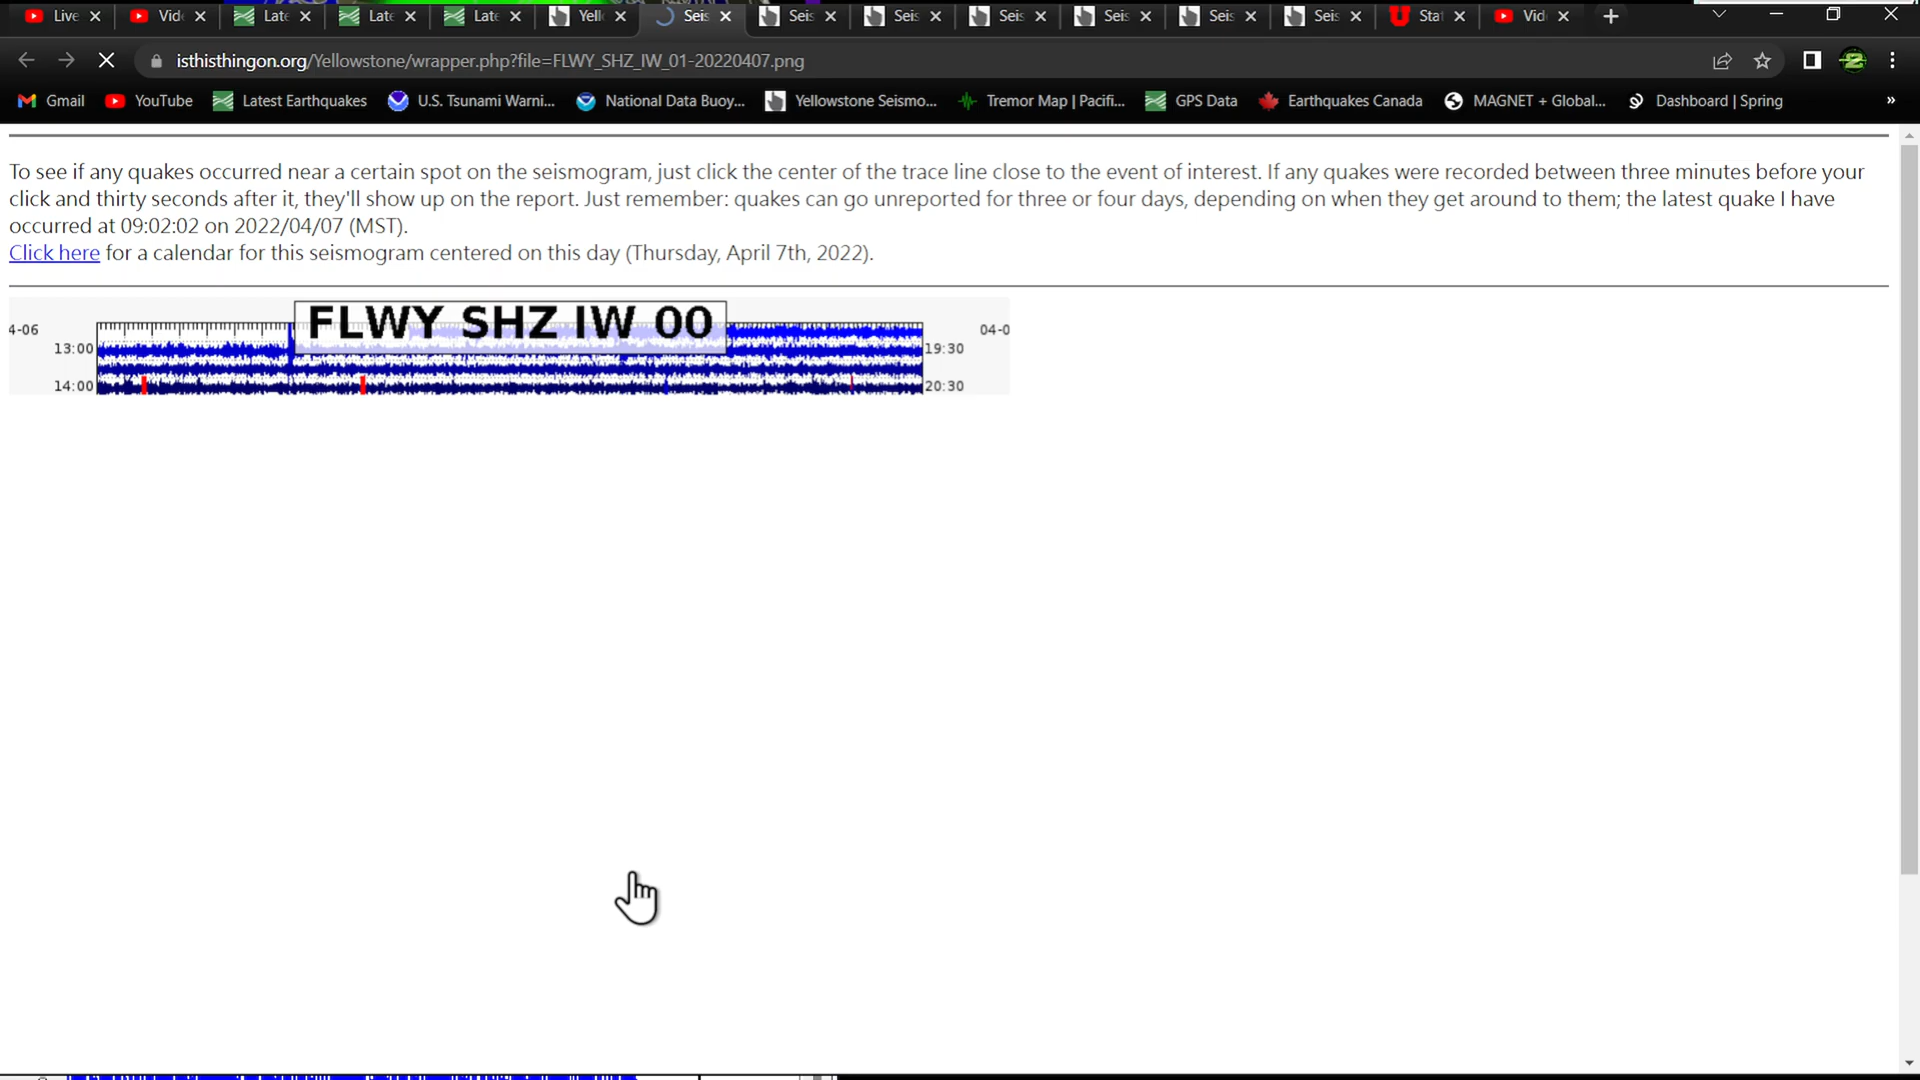 Live Vide Late Late Late Yell Seis Seis Seis Seis Seis Seis Seis Stat Vide
isthisthingon.org/Yellowstone/wrapper.php?file=FLWY_SHZ_IW_01-20220407.png
Gmail YouTube Latest Earthquakes U.S. Tsunami Warni... National Data Buoy... Yellowstone Seismo... Tremor Map | Pacifi... GPS Data Earthquakes Canada MAGNET + Global... Dashboard | Spring »
To see if any quakes occurred near a certain spot on the seismogram, just click the center of the trace line close to the event of interest. If any quakes were recorded between three minutes before your
click and thirty seconds after it, they'll show up on the report. Just remember: quakes can go unreported for three or four days, depending on when they get around to them; the latest quake I have
occurred at 09:02:02 on 2022/04/07 (MST).
Click here for a calendar for this seismogram centered on this day (Thursday, April 7th, 2022).
FLWY SHZ IW 00
4-06 04-0
13:00 19:30
14:00 20:30